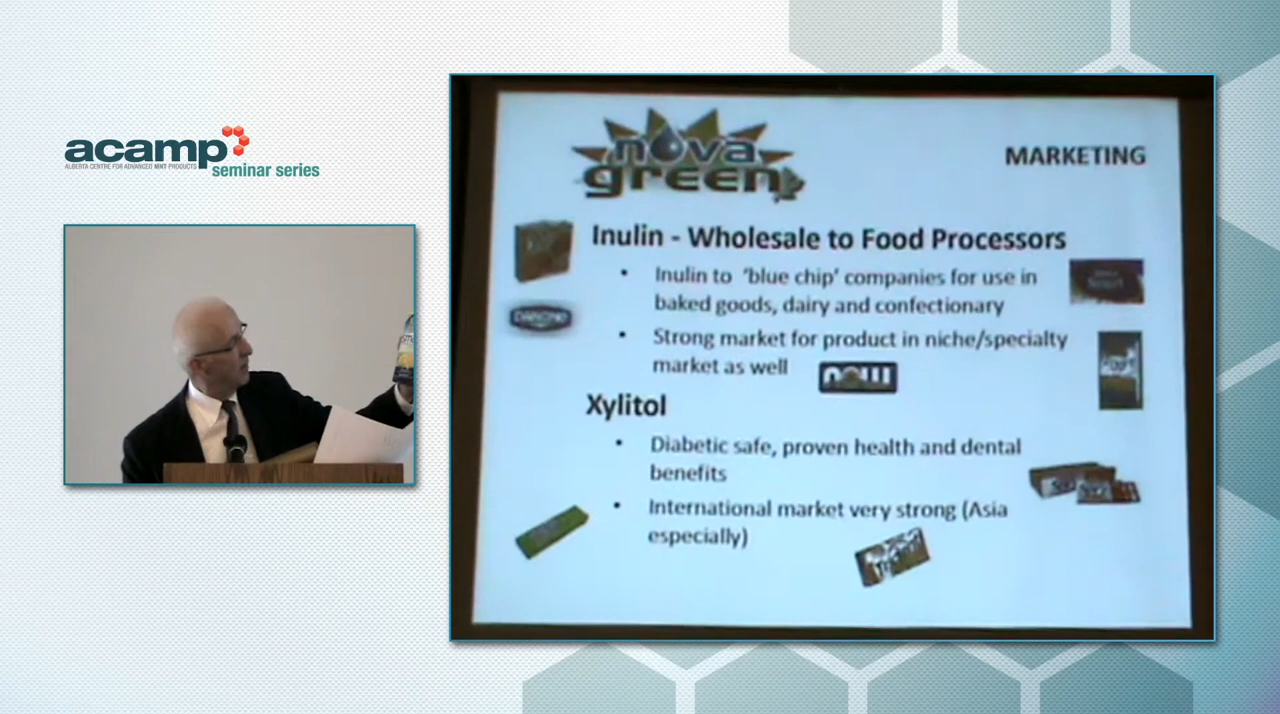 acamp
ALBERTA CENTRE FOR ADVANCED MNT PRODUCTS
seminar series
nova
green
MARKETING
Inulin - Wholesale to Food Processors
• Inulin to 'blue chip' companies for use in
baked goods, dairy and confectionary
DANONE
• Strong market for product in niche/specialty
market as well
NOW
Xylitol
• Diabetic safe, proven health and dental
benefits
• International market very strong (Asia
especially)
Trident